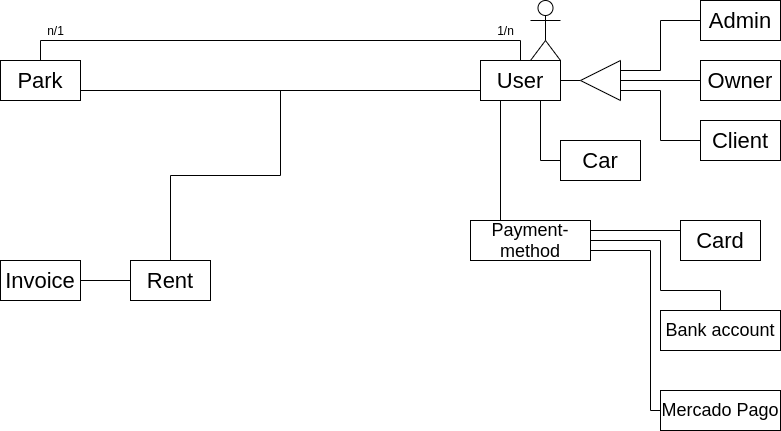 n/1
1/n
Admin
Park
User
Owner
Client
Car
Payment-
method
Card
Invoice
Rent
Bank account
Mercado Pago